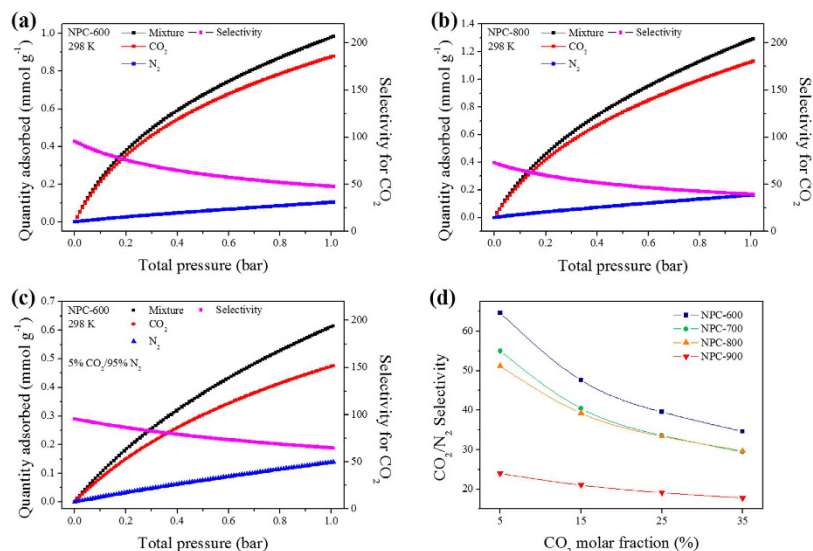 (a)
NPC-600 Mixture Selectivity
298 K CO₂
N₂
1.0
0.8
0.6
0.4
0.2
0.0
Quantity adsorbed (mmol g⁻¹)
200
150
100
50
0
Selectivity for CO₂
0.0 0.2 0.4 0.6 0.8 1.0
Total pressure (bar)
(b)
NPC-800 Mixture Selectivity
298 K CO₂
N₂
1.4
1.2
1.0
0.8
0.6
0.4
0.2
0.0
Quantity adsorbed (mmol g⁻¹)
200
150
100
50
0
Selectivity for CO₂
0.0 0.2 0.4 0.6 0.8 1.0
Total pressure (bar)
(c)
NPC-600 Mixture Selectivity
298 K CO₂
N₂
5% CO₂/95% N₂
0.7
0.6
0.5
0.4
0.3
0.2
0.1
0.0
Quantity adsorbed (mmol g⁻¹)
200
150
100
50
0
Selectivity for CO₂
0.0 0.2 0.4 0.6 0.8 1.0
Total pressure (bar)
(d)
NPC-600
NPC-700
NPC-800
NPC-900
60
50
40
30
20
CO₂/N₂ Selectivity
5 15 25 35
CO₂ molar fraction (%)